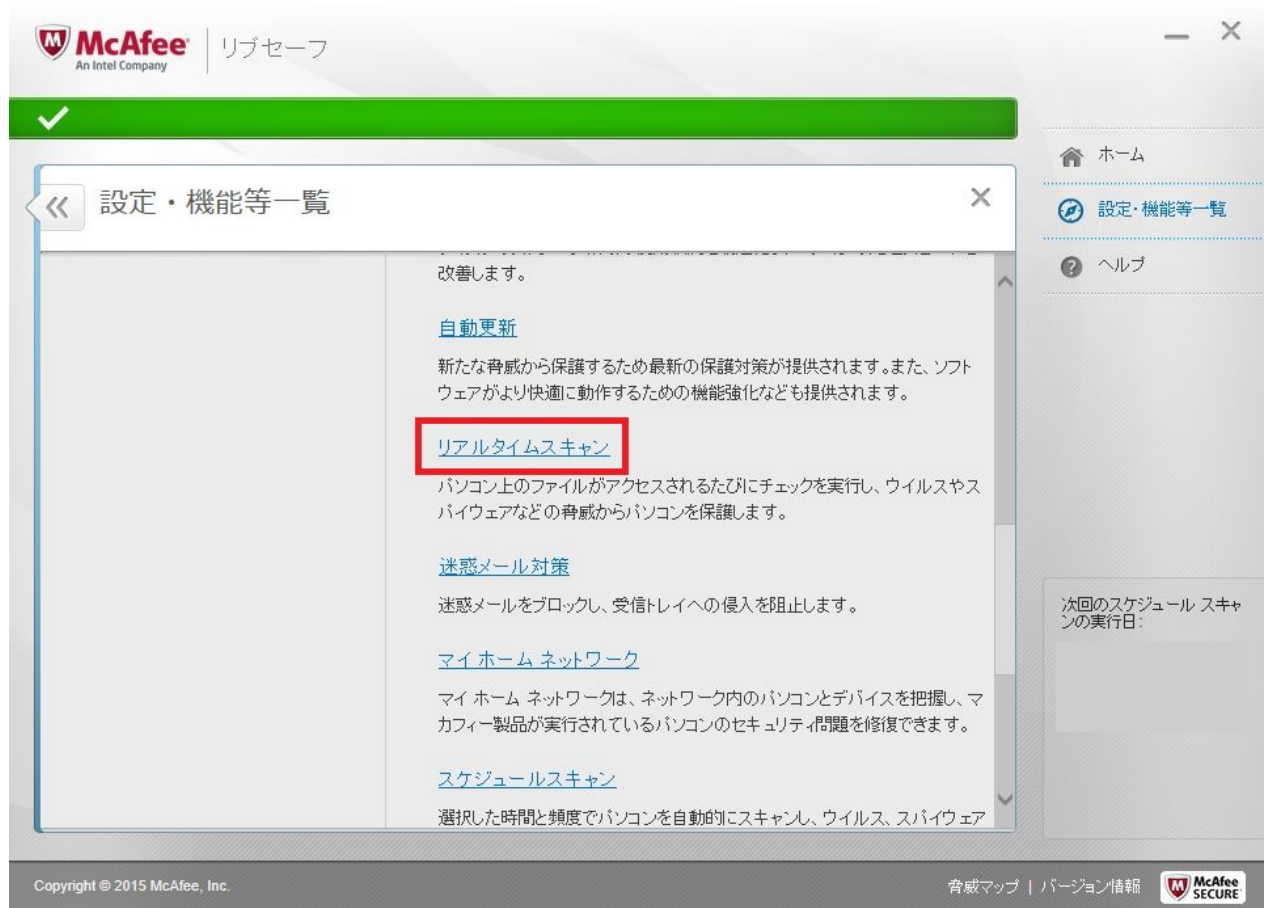 McAfee
An Intel Company
リブセーフ
設定・機能等一覧
改善します。
自動更新
新たな脅威から保護するため最新の保護対策が提供されます。また、ソフト
ウェアがより快適に動作するための機能強化なども提供されます。
リアルタイムスキャン
パソコン上のファイルがアクセスされるたびにチェックを実行し、ウイルスやス
パイウェアなどの脅威からパソコンを保護します。
迷惑メール対策
迷惑メールをブロックし、受信トレイへの侵入を阻止します。
マイ ホーム ネットワーク
マイ ホーム ネットワークは、ネットワーク内のパソコンとデバイスを把握し、マ
カフィー製品が実行されているパソコンのセキュリティ問題を修復できます。
スケジュールスキャン
選択した時間と頻度でパソコンを自動的にスキャンし、ウイルス、スパイウェア
ホーム
設定・機能等一覧
ヘルプ
次回のスケジュール スキャ
ンの実行日:
Copyright © 2015 McAfee, Inc.
脅威マップ | バージョン情報
McAfee
SECURE